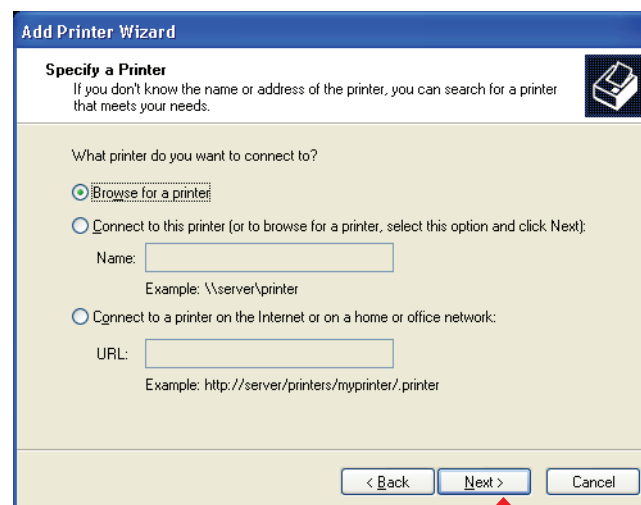 Add Printer Wizard
Specify a Printer
If you don't know the name or address of the printer, you can search for a printer
that meets your needs.
What printer do you want to connect to?
Browse for a printer
Connect to this printer (or to browse for a printer, select this option and click Next):
Name:
Example: \\server\printer
Connect to a printer on the Internet or on a home or office network:
URL:
Example: http://server/printers/myprinter/.printer
< Back Next > Cancel